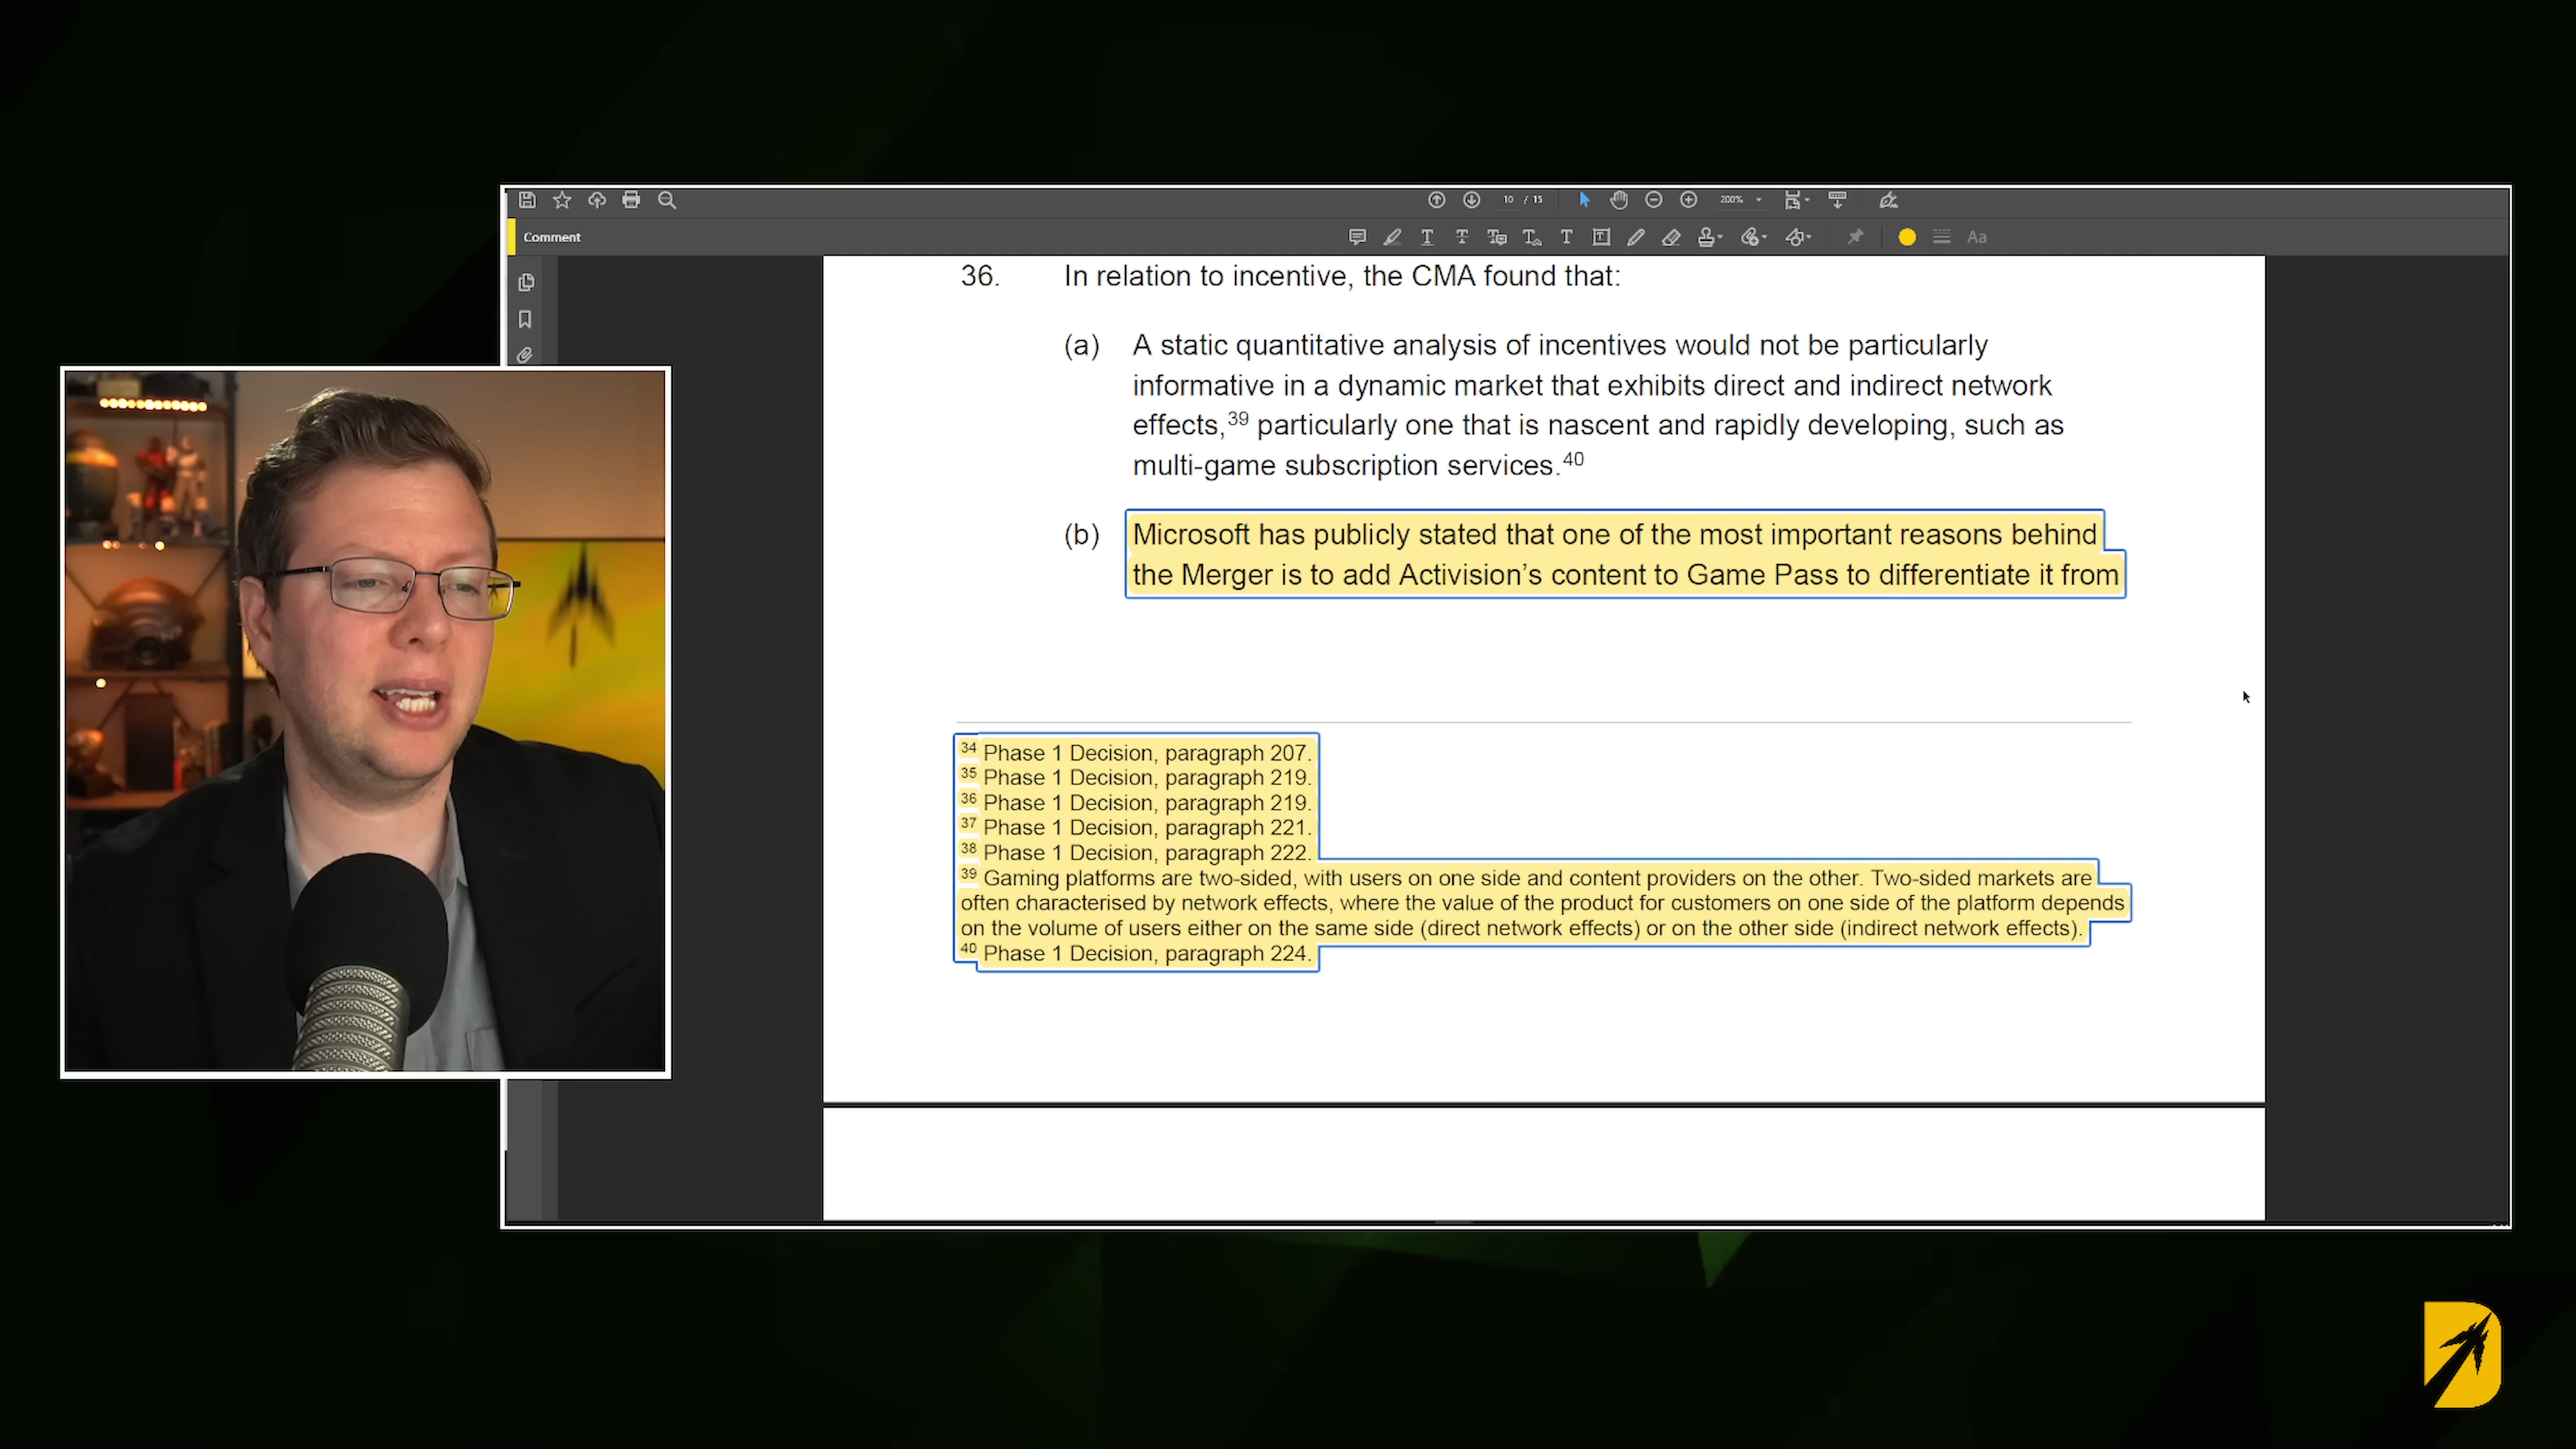 10 / 15
200%
Comment
Aa
36. In relation to incentive, the CMA found that:
(a) A static quantitative analysis of incentives would not be particularly
informative in a dynamic market that exhibits direct and indirect network
effects,39 particularly one that is nascent and rapidly developing, such as
multi-game subscription services.40
(b) Microsoft has publicly stated that one of the most important reasons behind
the Merger is to add Activision's content to Game Pass to differentiate it from
34 Phase 1 Decision, paragraph 207.
35 Phase 1 Decision, paragraph 219.
36 Phase 1 Decision, paragraph 219.
37 Phase 1 Decision, paragraph 221.
38 Phase 1 Decision, paragraph 222.
39 Gaming platforms are two-sided, with users on one side and content providers on the other. Two-sided markets are
often characterised by network effects, where the value of the product for customers on one side of the platform depends
on the volume of users either on the same side (direct network effects) or on the other side (indirect network effects).
40 Phase 1 Decision, paragraph 224.